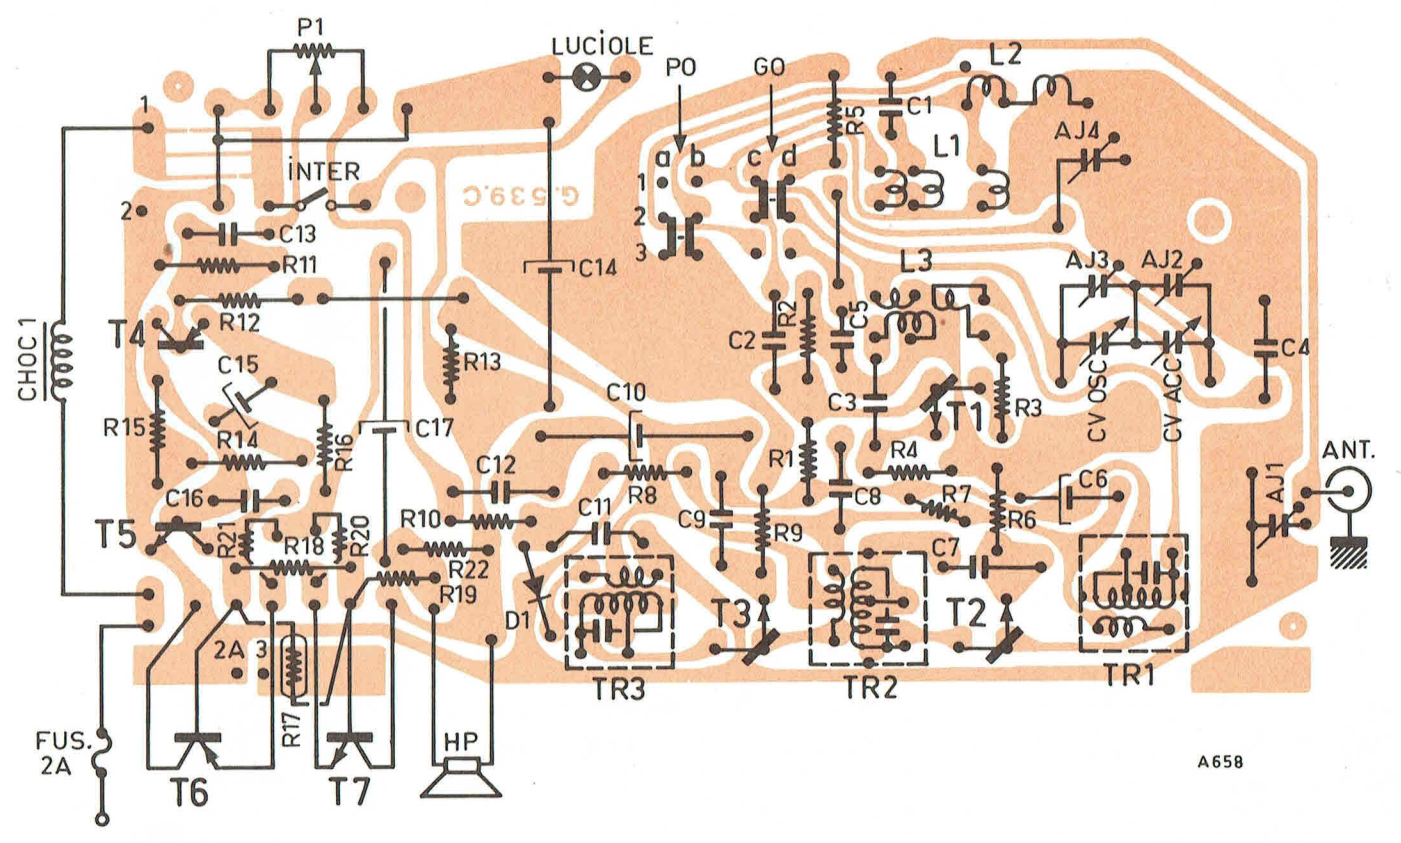 P1
LUCIOLE
PO
GO
L2
1
C1
R5
AJ4
a b c d
L1
INTER
1
G.539.C
2
2
C13
3
R11
C14
AJ3
AJ2
L3
R12
T4
R2
C5
C2
C4
CHOC 1
C15
R13
C10
C3
T1
R3
CV OSC
CV ACC
R15
C17
R14
R16
R1
R4
ANT.
C12
C16
R8
C8
R7
R6
C6
AJ1
T5
R21
R18
R20
R10
C11
C9
R9
R22
C7
R19
D1
T3
T2
2A 3
R17
TR3
TR2
TR1
FUS.
2A
HP
A658
T6
T7